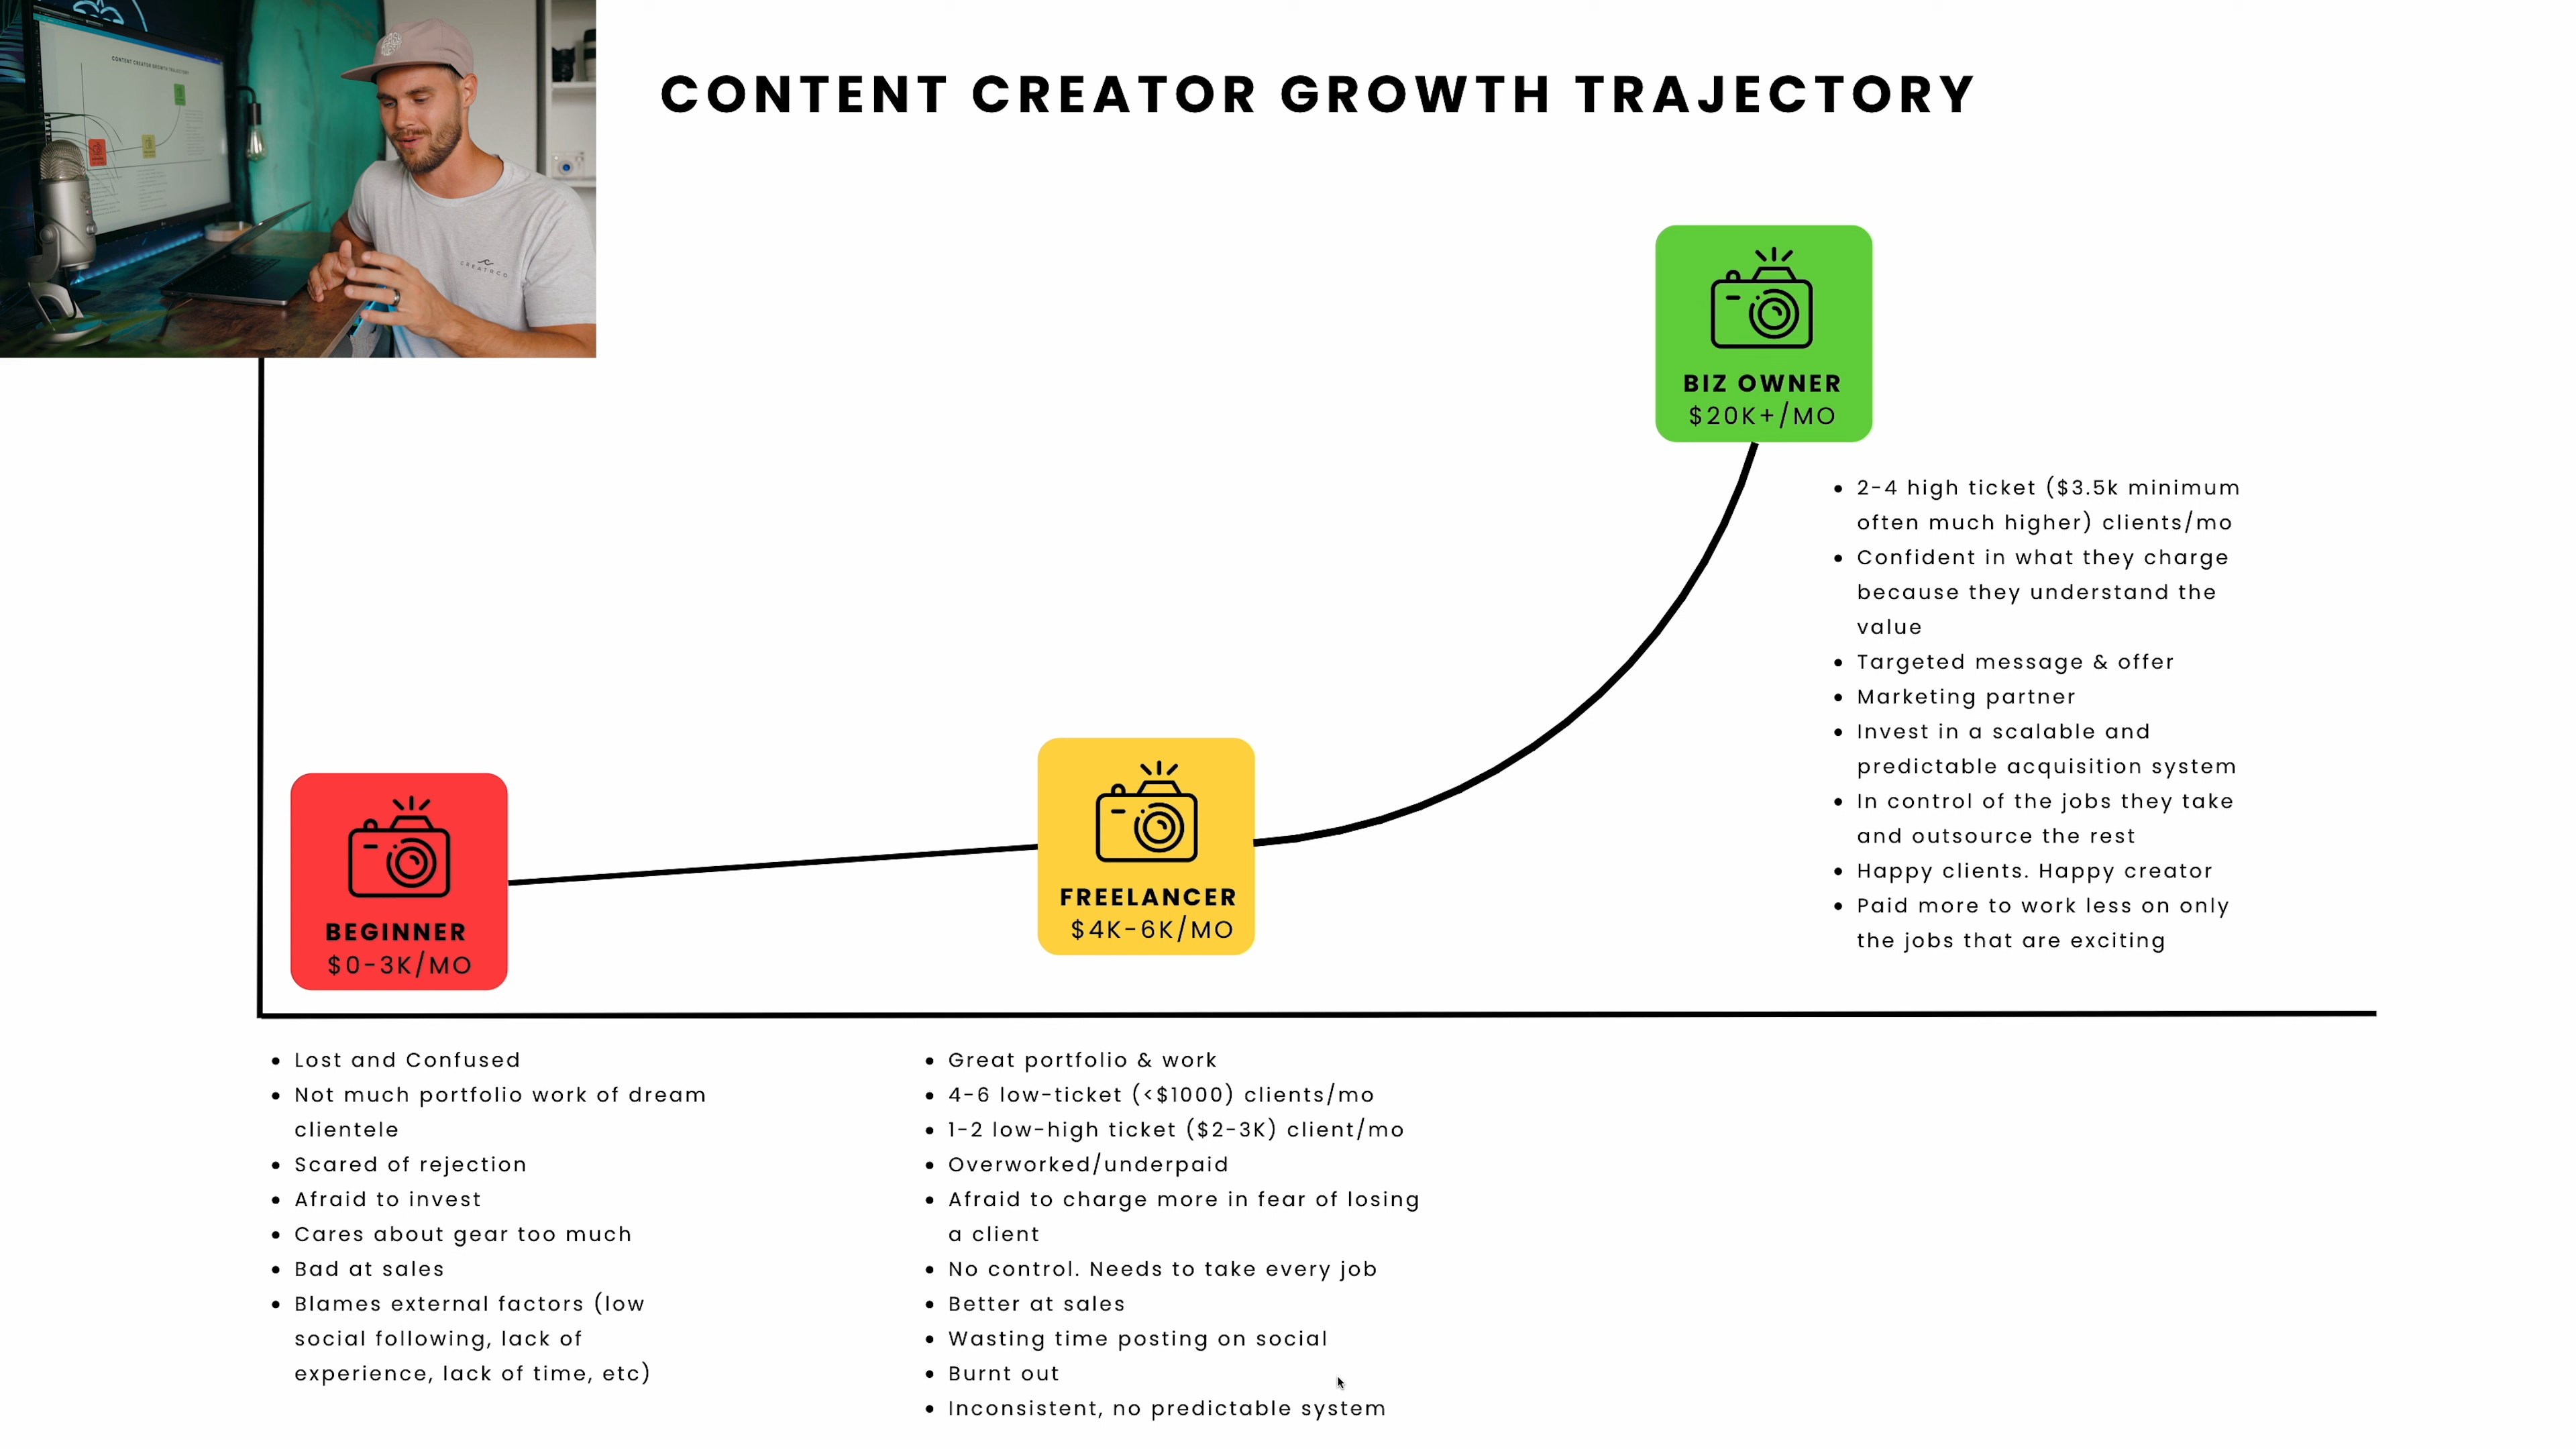 CONTENT CREATOR GROWTH TRAJECTORY
CONTENT CREATOR GROWTH TRAJECTORY
CREATRCO
BIZ OWNER
$20K+/MO
• 2-4 high ticket ($3.5k minimum
often much higher) clients/mo
• Confident in what they charge
because they understand the
value
• Targeted message & offer
• Marketing partner
• Invest in a scalable and
predictable acquisition system
• In control of the jobs they take
and outsource the rest
• Happy clients. Happy creator
• Paid more to work less on only
the jobs that are exciting
FREELANCER
$4K-6K/MO
BEGINNER
$0-3K/MO
• Lost and Confused
• Not much portfolio work of dream
clientele
• Scared of rejection
• Afraid to invest
• Cares about gear too much
• Bad at sales
• Blames external factors (low
social following, lack of
experience, lack of time, etc)
• Great portfolio & work
• 4-6 low-ticket (<$1000) clients/mo
• 1-2 low-high ticket ($2-3K) client/mo
• Overworked/underpaid
• Afraid to charge more in fear of losing
a client
• No control. Needs to take every job
• Better at sales
• Wasting time posting on social
• Burnt out
• Inconsistent, no predictable system